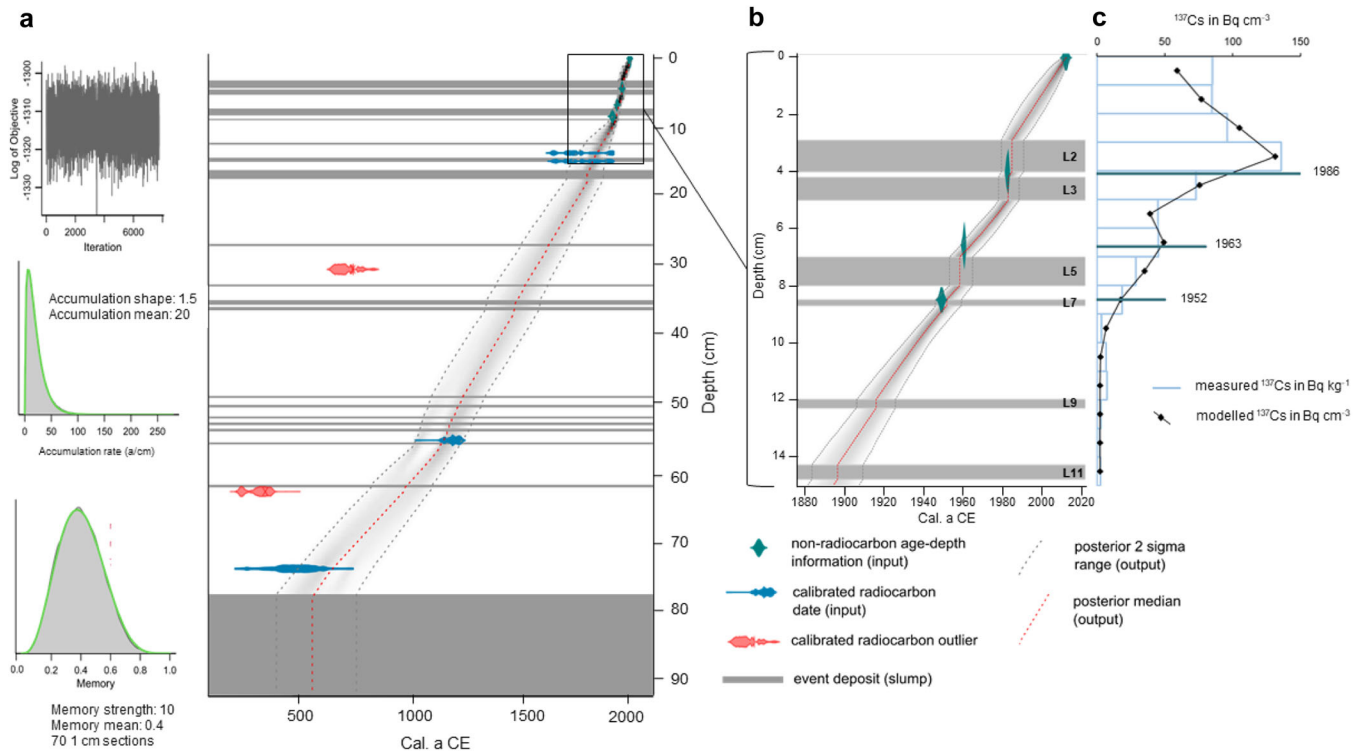 a
-1300
-1310
-1320
-1330
Log of Objective
0 2000 4000 6000
Iteration
Accumulation shape: 1.5
Accumulation mean: 20
0 50 100 150 200 250
Accumulation rate (a/cm)
0.0 0.2 0.4 0.6 0.8 1.0
Memory
Memory strength: 10
Memory mean: 0.4
70 1 cm sections
0
10
20
30
40
50
60
70
80
90
Depth (cm)
500 1000 1500 2000
Cal. a CE
b
0
2
4
6
8
10
12
14
Depth (cm)
L2
L3
L5
L7
L9
L11
1880 1900 1920 1940 1960 1980 2000 2020
Cal. a CE
c
¹³⁷Cs in Bq cm⁻³
0 50 100 150
1986
1963
1952
measured ¹³⁷Cs in Bq kg⁻¹
modelled ¹³⁷Cs in Bq cm⁻³
non-radiocarbon age-depth
information (input)
calibrated radiocarbon
date (input)
calibrated radiocarbon outlier
event deposit (slump)
posterior 2 sigma
range (output)
posterior median
(output)